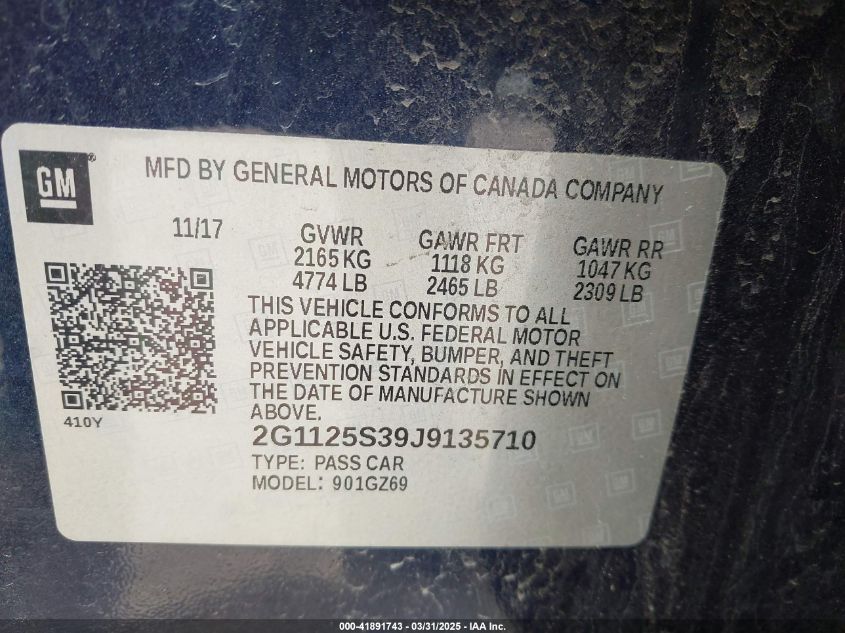 GM®
MFD BY GENERAL MOTORS OF CANADA COMPANY
11/17
GVWR
2165 KG
4774 LB
GAWR FRT
1118 KG
2465 LB
GAWR RR
1047 KG
2309 LB
THIS VEHICLE CONFORMS TO ALL
APPLICABLE U.S. FEDERAL MOTOR
VEHICLE SAFETY, BUMPER, AND THEFT
PREVENTION STANDARDS IN EFFECT ON
THE DATE OF MANUFACTURE SHOWN
ABOVE.
410Y
2G1125S39J9135710
TYPE: PASS CAR
MODEL: 901GZ69
000-41891743 - 03/31/2025 - IAA Inc.